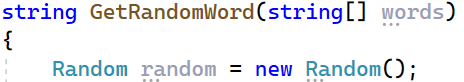 string GetRandomWord(string[] words)
{
    Random random = new Random();